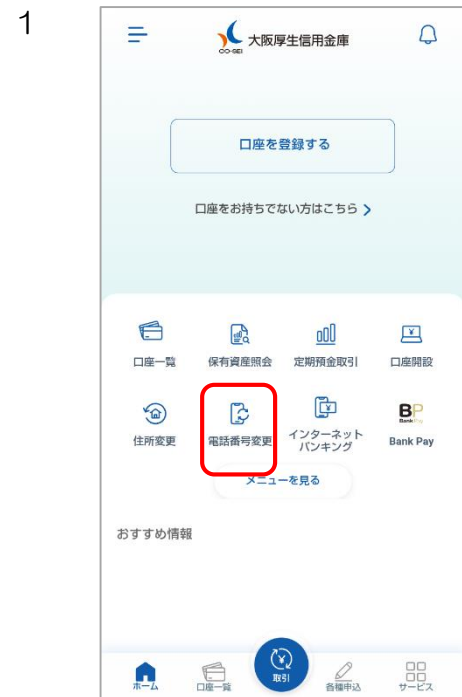 1
大阪厚生信用金庫
CO-SEI
口座を登録する
口座をお持ちでない方はこちら >
口座一覧
保有資産照会
定期預金取引
口座開設
住所変更
電話番号変更
インターネット
バンキング
BP
Bank Pay
Bank Pay
メニューを見る
おすすめ情報
ホーム
口座一覧
取引
各種申込
サービス